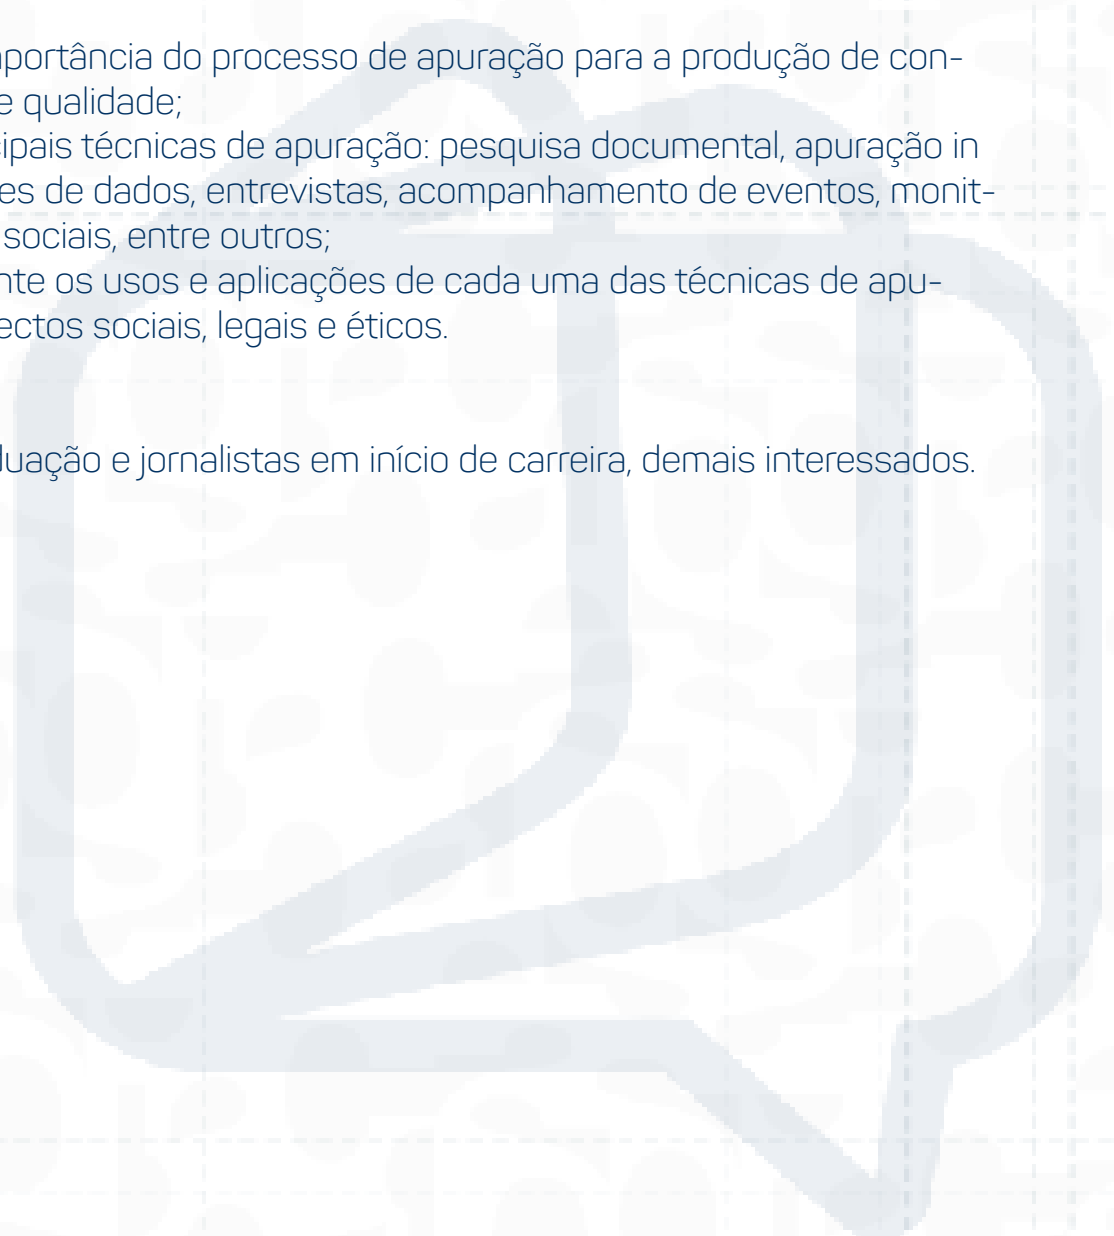 portância do processo de apuração para a produção de con-
e qualidade;
cipais técnicas de apuração: pesquisa documental, apuração in
es de dados, entrevistas, acompanhamento de eventos, monit-
sociais, entre outros;
nte os usos e aplicações de cada uma das técnicas de apu-
ectos sociais, legais e éticos.
duação e jornalistas em início de carreira, demais interessados.